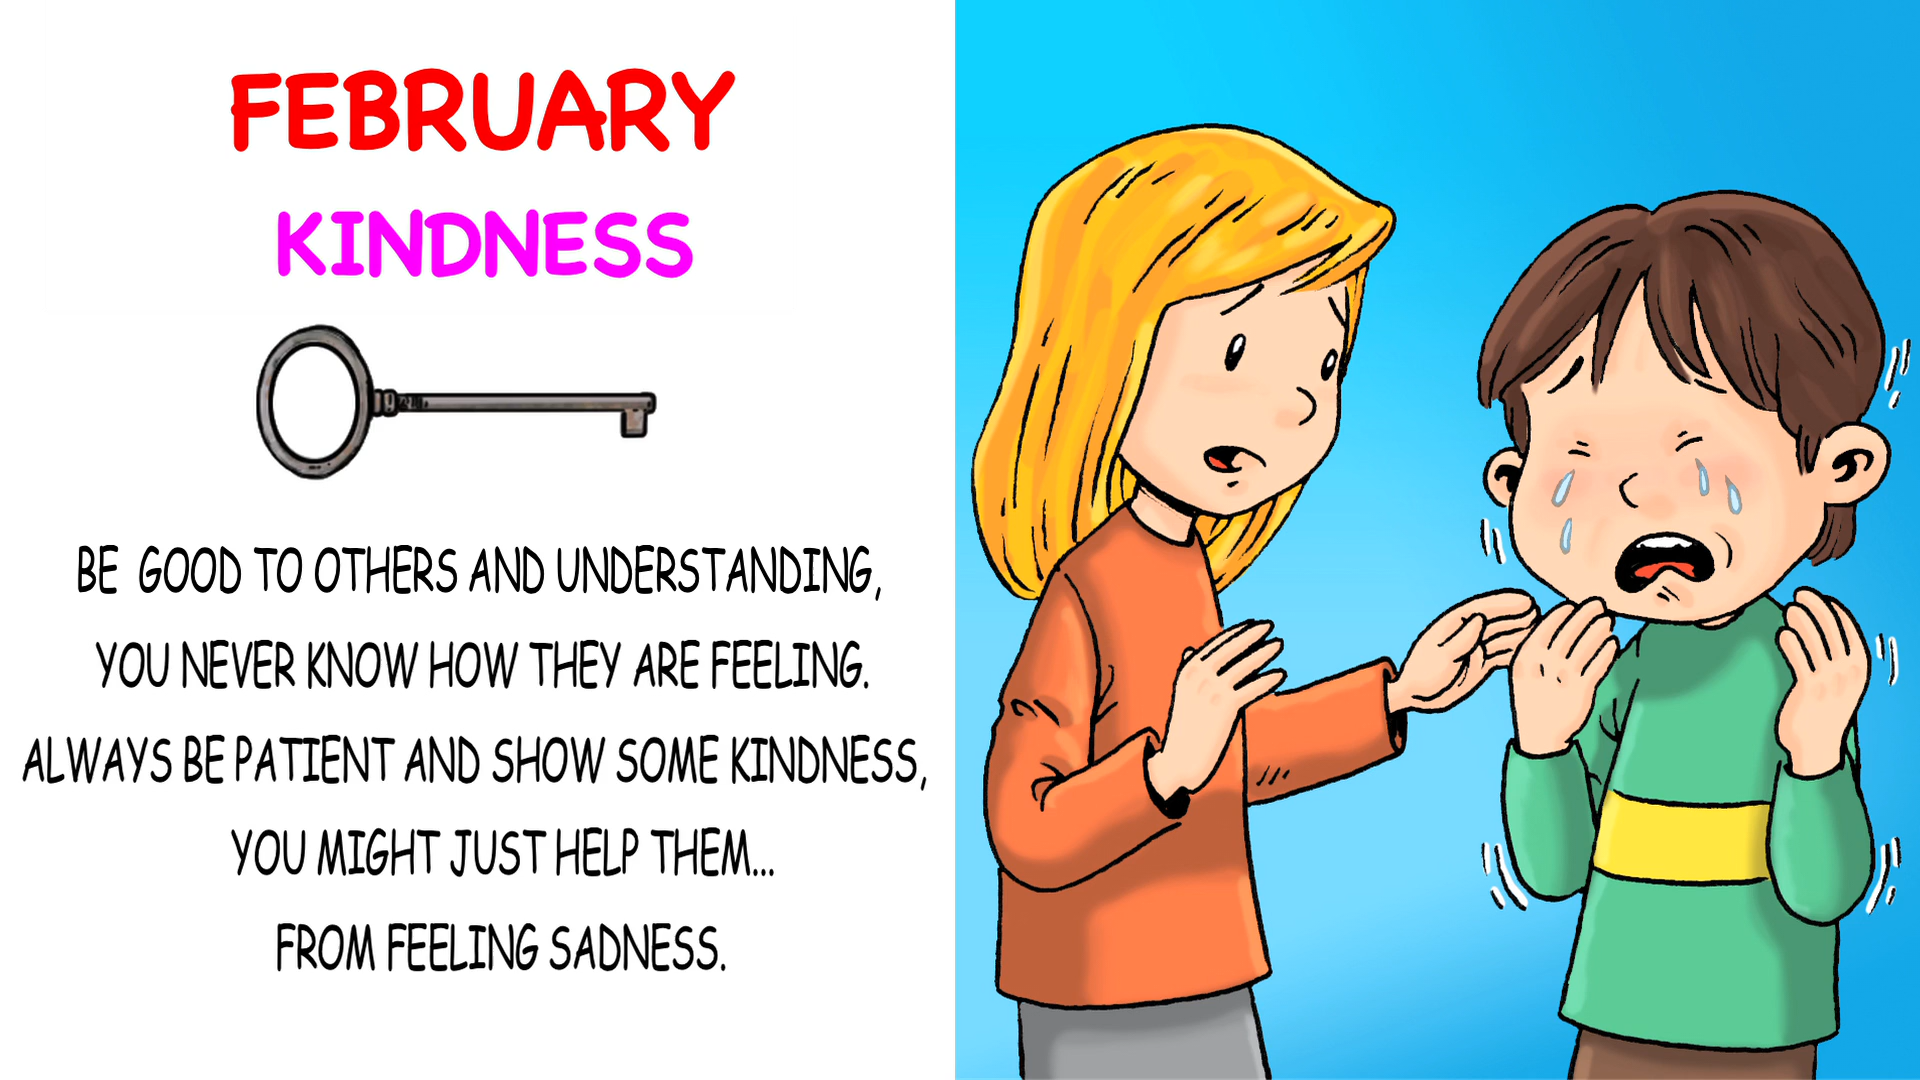 FEBRUARY
KINDNESS
BE GOOD TO OTHERS AND UNDERSTANDING,
YOU NEVER KNOW HOW THEY ARE FEELING.
ALWAYS BE PATIENT AND SHOW SOME KINDNESS,
YOU MIGHT JUST HELP THEM...
FROM FEELING SADNESS.